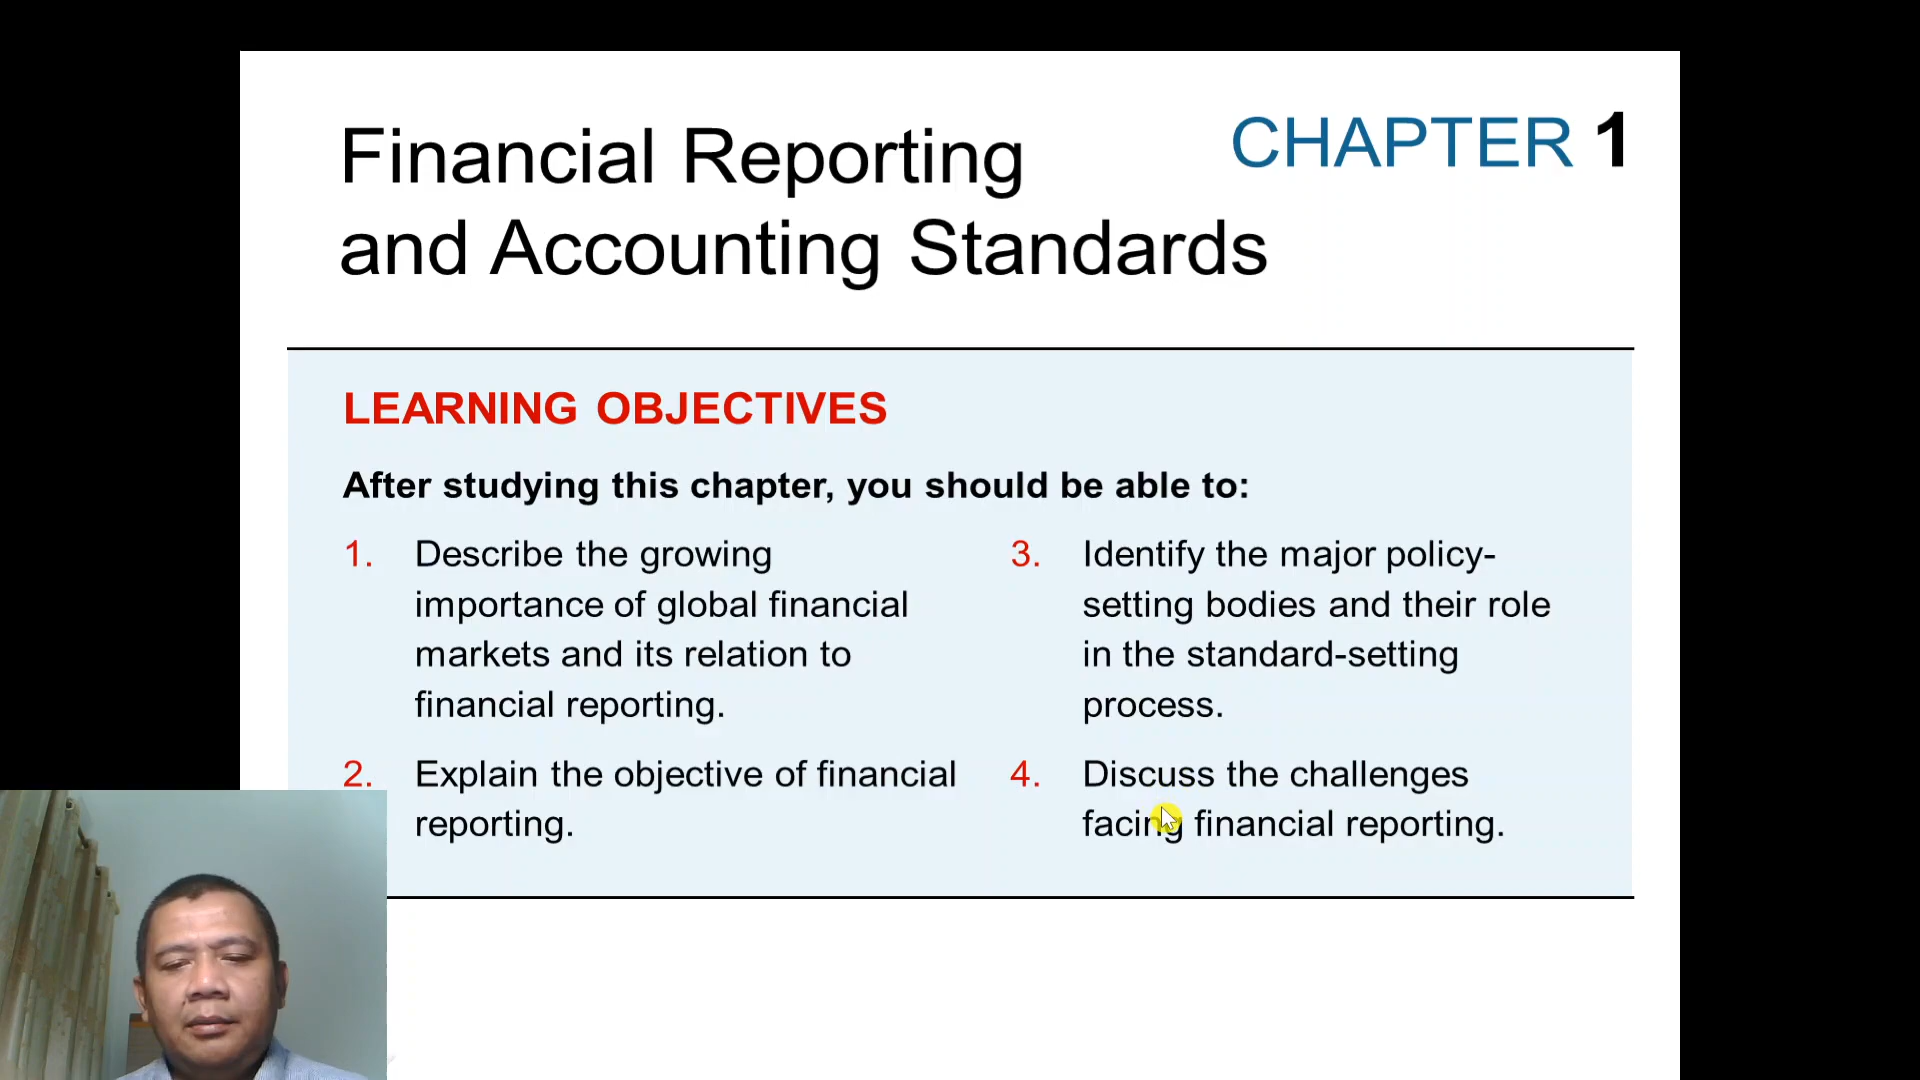 Financial Reporting
and Accounting Standards
CHAPTER 1
LEARNING OBJECTIVES
After studying this chapter, you should be able to:
1. Describe the growing
importance of global financial
markets and its relation to
financial reporting.
2. Explain the objective of financial
reporting.
3. Identify the major policy-
setting bodies and their role
in the standard-setting
process.
4. Discuss the challenges
facing financial reporting.